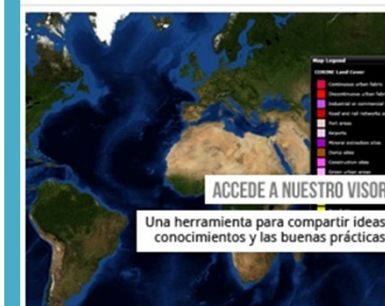 Map Legend
CORINE Land Cover
Continuous urban fabric
Discontinuous urban fabr
Industrial or commercial
Road and rail networks a
Port areas
Airports
Mineral extraction sites
Dump sites
Construction sites
Green urban areas
ACCEDE A NUESTRO VISOR
Una herramienta para compartir ideas
conocimientos y las buenas prácticas